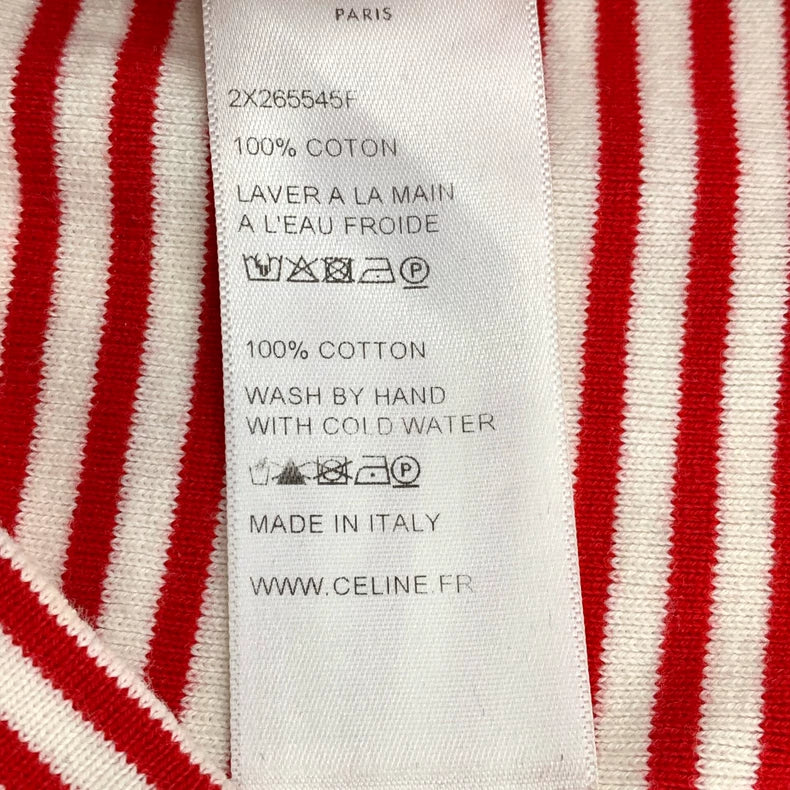 PARIS
2X265545F
100% COTON
LAVER A LA MAIN
A L'EAU FROIDE
P
100% COTTON
WASH BY HAND
WITH COLD WATER
P
MADE IN ITALY
WWW.CELINE.FR